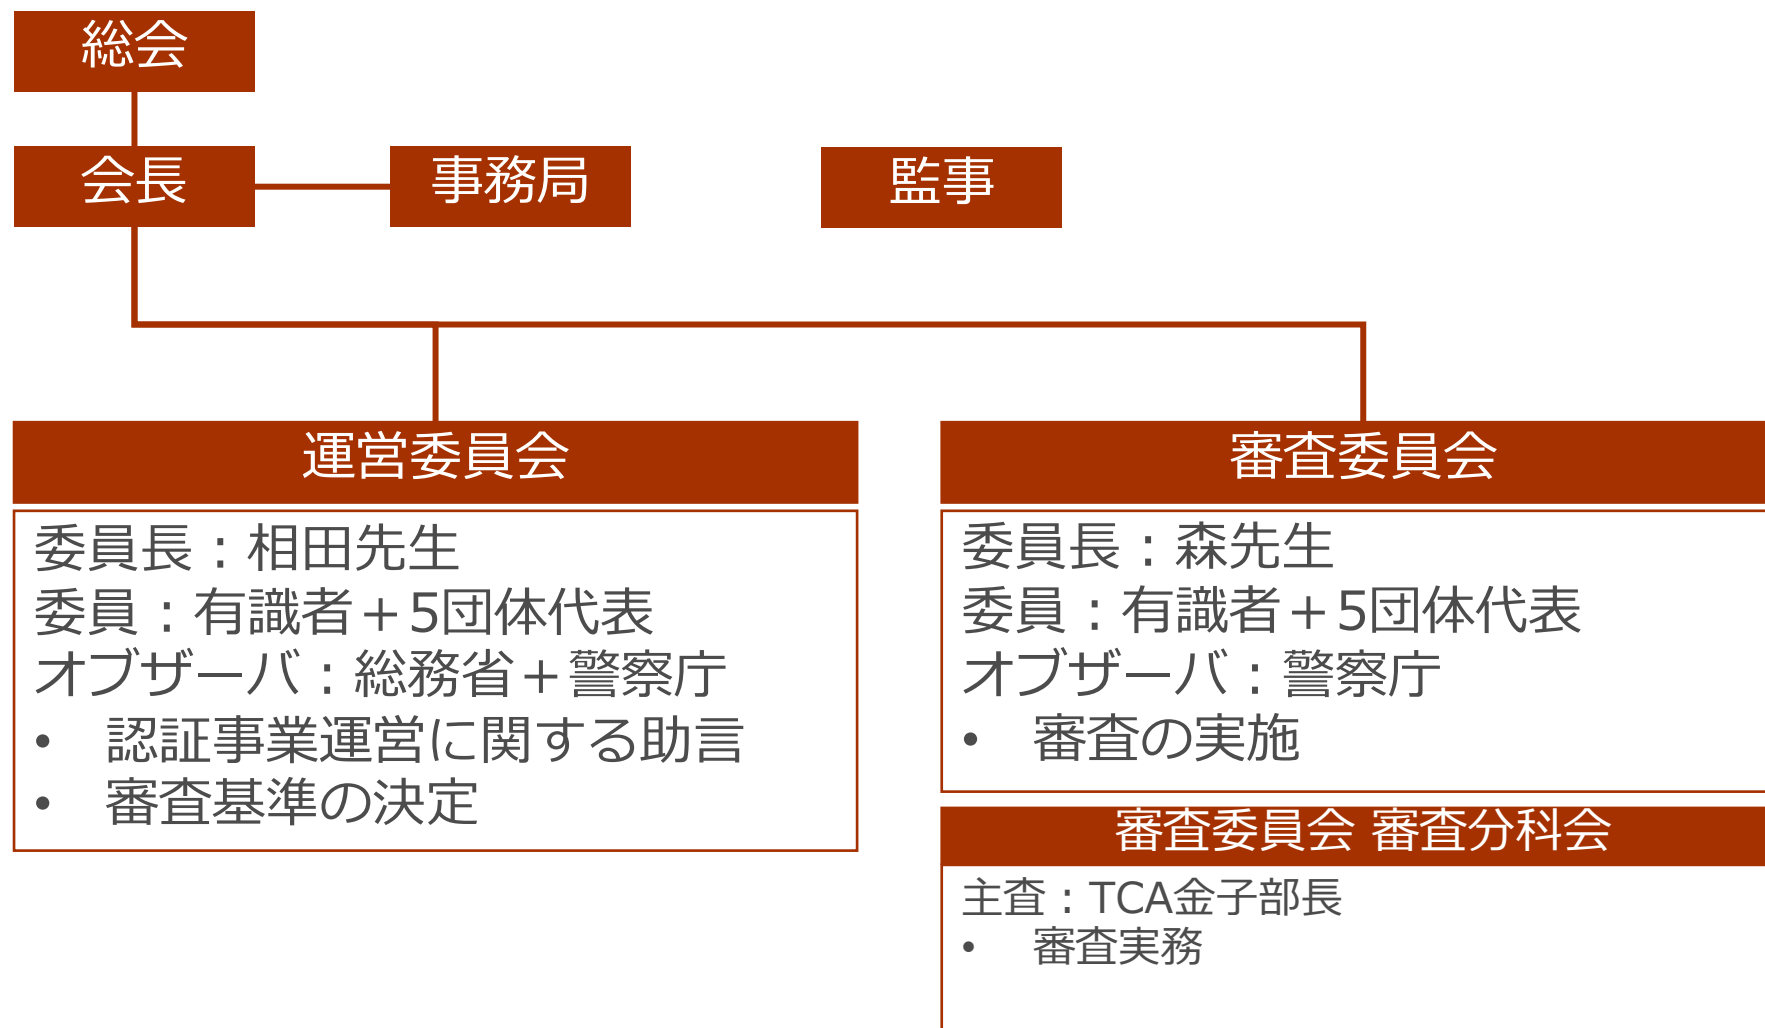 総会
会長
事務局
監事
運営委員会
委員長：相田先生
委員：有識者＋5団体代表
オブザーバ：総務省＋警察庁
• 認証事業運営に関する助言
• 審査基準の決定
審査委員会
委員長：森先生
委員：有識者＋5団体代表
オブザーバ：警察庁
• 審査の実施
審査委員会 審査分科会
主査：TCA金子部長
• 審査実務